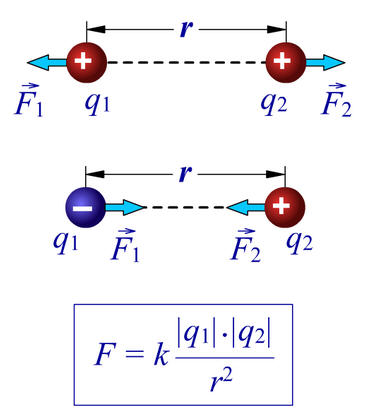 r
+ +
F⃗₁ q₁ q₂ F⃗₂
r
− +
q₁ F⃗₁ F⃗₂ q₂
F = k |q₁|·|q₂| / r²